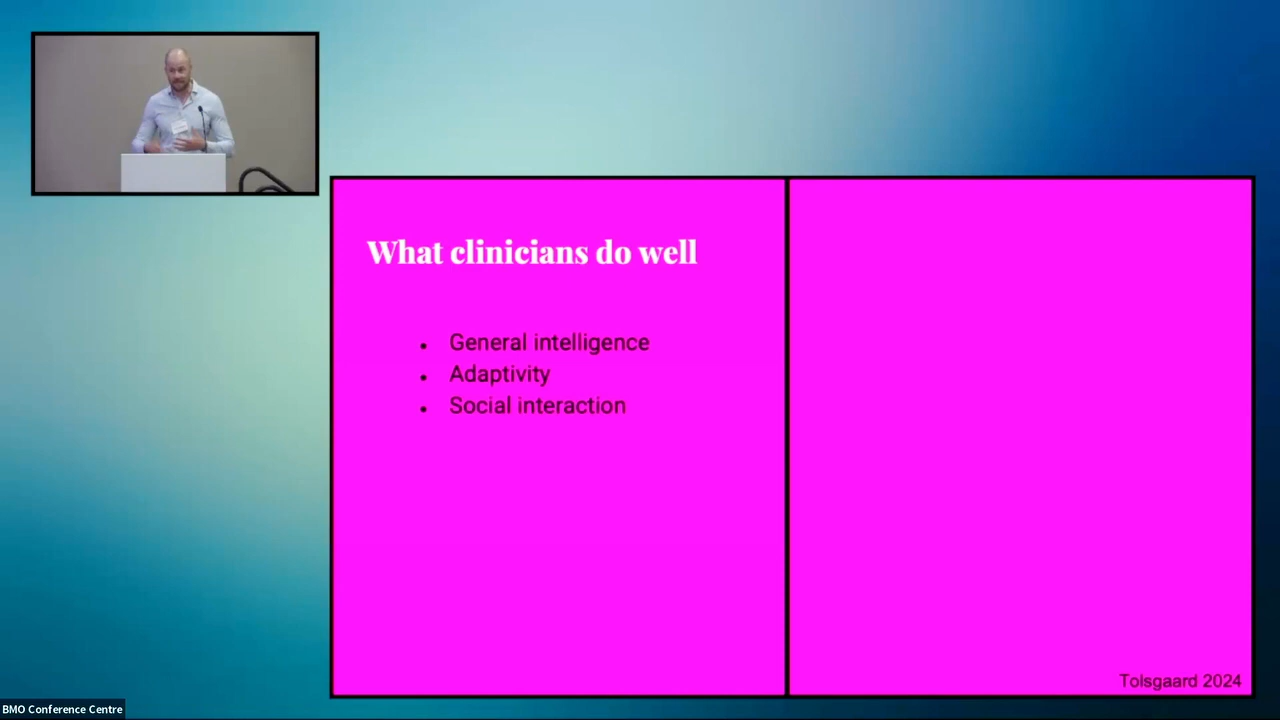 What clinicians do well
• General intelligence
• Adaptivity
• Social interaction
Tolsgaard 2024
BMO Conference Centre